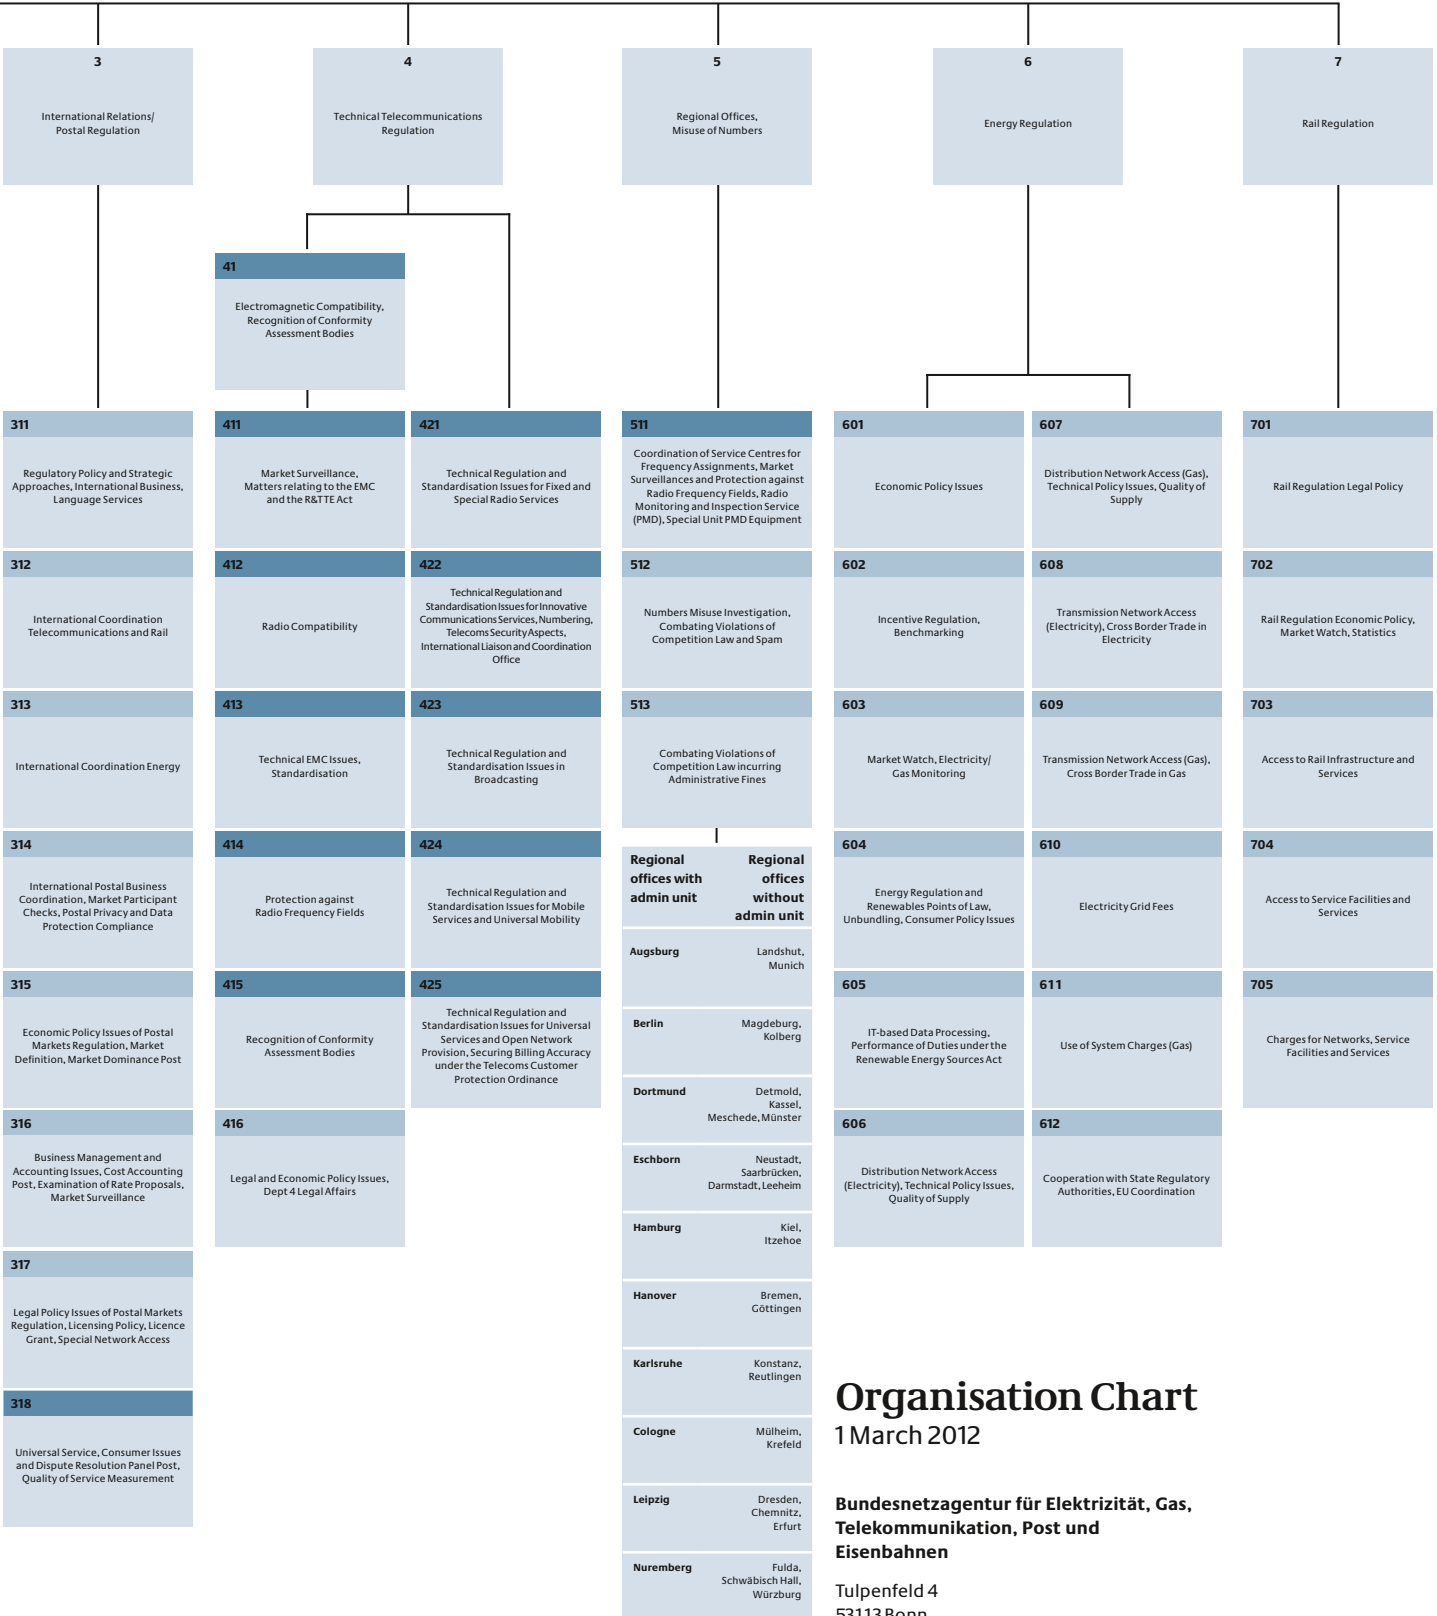 3
International Relations/
Postal Regulation
4
Technical Telecommunications
Regulation
5
Regional Offices,
Misuse of Numbers
6
Energy Regulation
7
Rail Regulation
41
Electromagnetic Compatibility,
Recognition of Conformity
Assessment Bodies
311
Regulatory Policy and Strategic
Approaches, International Business,
Language Services
312
International Coordination
Telecommunications and Rail
313
International Coordination Energy
314
International Postal Business
Coordination, Market Participant
Checks, Postal Privacy and Data
Protection Compliance
315
Economic Policy Issues of Postal
Markets Regulation, Market
Definition, Market Dominance Post
316
Business Management and
Accounting Issues, Cost Accounting
Post, Examination of Rate Proposals,
Market Surveillance
317
Legal Policy Issues of Postal Markets
Regulation, Licensing Policy, Licence
Grant, Special Network Access
318
Universal Service, Consumer Issues
and Dispute Resolution Panel Post,
Quality of Service Measurement
411
Market Surveillance,
Matters relating to the EMC
and the R&TTE Act
412
Radio Compatibility
413
Technical EMC Issues,
Standardisation
414
Protection against
Radio Frequency Fields
415
Recognition of Conformity
Assessment Bodies
416
Legal and Economic Policy Issues,
Dept 4 Legal Affairs
421
Technical Regulation and
Standardisation Issues for Fixed and
Special Radio Services
422
Technical Regulation and
Standardisation Issues for Innovative
Communications Services, Numbering,
Telecoms Security Aspects,
International Liaison and Coordination
Office
423
Technical Regulation and
Standardisation Issues in
Broadcasting
424
Technical Regulation and
Standardisation Issues for Mobile
Services and Universal Mobility
425
Technical Regulation and
Standardisation Issues for Universal
Services and Open Network
Provision, Securing Billing Accuracy
under the Telecoms Customer
Protection Ordinance
511
Coordination of Service Centres for
Frequency Assignments, Market
Surveillances and Protection against
Radio Frequency Fields, Radio
Monitoring and Inspection Service
(PMD), Special Unit PMD Equipment
512
Numbers Misuse Investigation,
Combating Violations of
Competition Law and Spam
513
Combating Violations of
Competition Law incurring
Administrative Fines
Regional Regional
offices with offices
admin unit without
admin unit
Augsburg Landshut,
Munich
Berlin Magdeburg,
Kolberg
Dortmund Detmold,
Kassel,
Meschede, Münster
Eschborn Neustadt,
Saarbrücken,
Darmstadt, Leeheim
Hamburg Kiel,
Itzehoe
Hanover Bremen,
Göttingen
Karlsruhe Konstanz,
Reutlingen
Cologne Mülheim,
Krefeld
Leipzig Dresden,
Chemnitz,
Erfurt
Nuremberg Fulda,
Schwäbisch Hall,
Würzburg
601
Economic Policy Issues
602
Incentive Regulation,
Benchmarking
603
Market Watch, Electricity/
Gas Monitoring
604
Energy Regulation and
Renewables Points of Law,
Unbundling, Consumer Policy Issues
605
IT-based Data Processing,
Performance of Duties under the
Renewable Energy Sources Act
606
Distribution Network Access
(Electricity), Technical Policy Issues,
Quality of Supply
607
Distribution Network Access (Gas),
Technical Policy Issues, Quality of
Supply
608
Transmission Network Access
(Electricity), Cross Border Trade in
Electricity
609
Transmission Network Access (Gas),
Cross Border Trade in Gas
610
Electricity Grid Fees
611
Use of System Charges (Gas)
612
Cooperation with State Regulatory
Authorities, EU Coordination
701
Rail Regulation Legal Policy
702
Rail Regulation Economic Policy,
Market Watch, Statistics
703
Access to Rail Infrastructure and
Services
704
Access to Service Facilities and
Services
705
Charges for Networks, Service
Facilities and Services
Organisation Chart
1 March 2012
Bundesnetzagentur für Elektrizität, Gas,
Telekommunikation, Post und
Eisenbahnen
Tulpenfeld 4
53113 Bonn